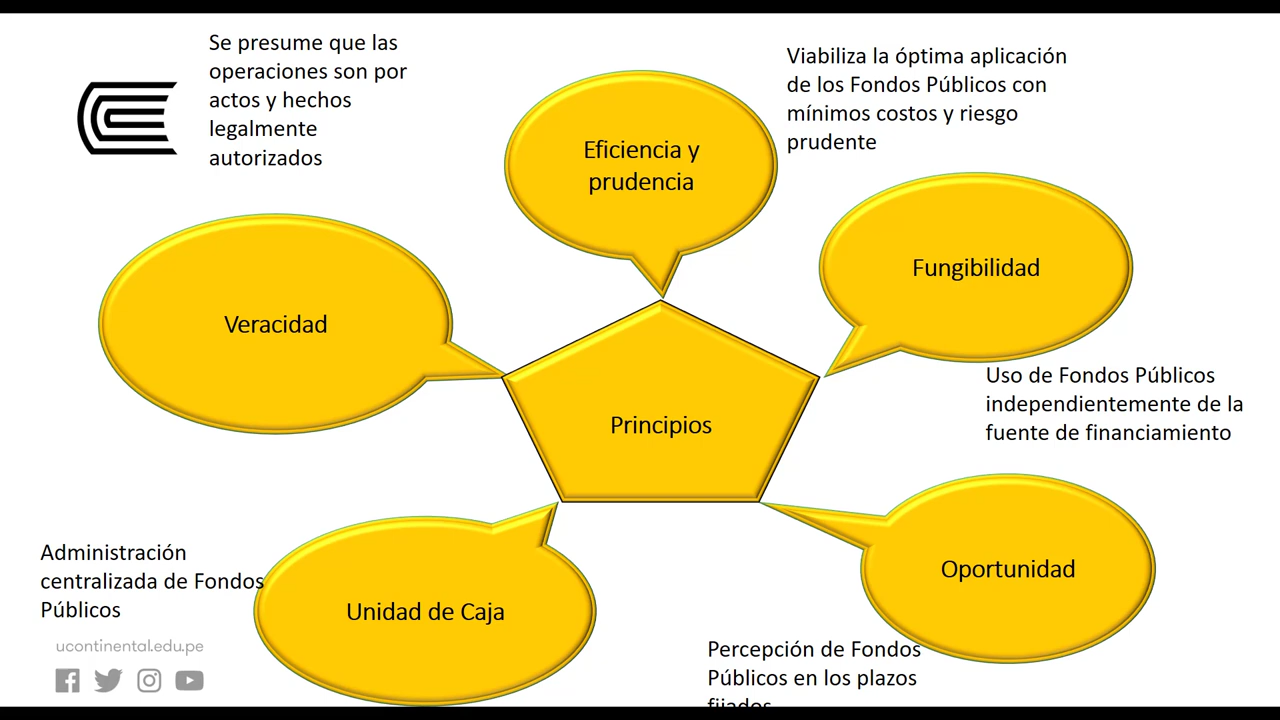 Se presume que las
operaciones son por
actos y hechos
legalmente
autorizados
Eficiencia y
prudencia
Viabiliza la óptima aplicación
de los Fondos Públicos con
mínimos costos y riesgo
prudente
Fungibilidad
Uso de Fondos Públicos
independientemente de la
fuente de financiamiento
Veracidad
Principios
Oportunidad
Percepción de Fondos
Públicos en los plazos
fijados
Unidad de Caja
Administración
centralizada de Fondos
Públicos
ucontinental.edu.pe